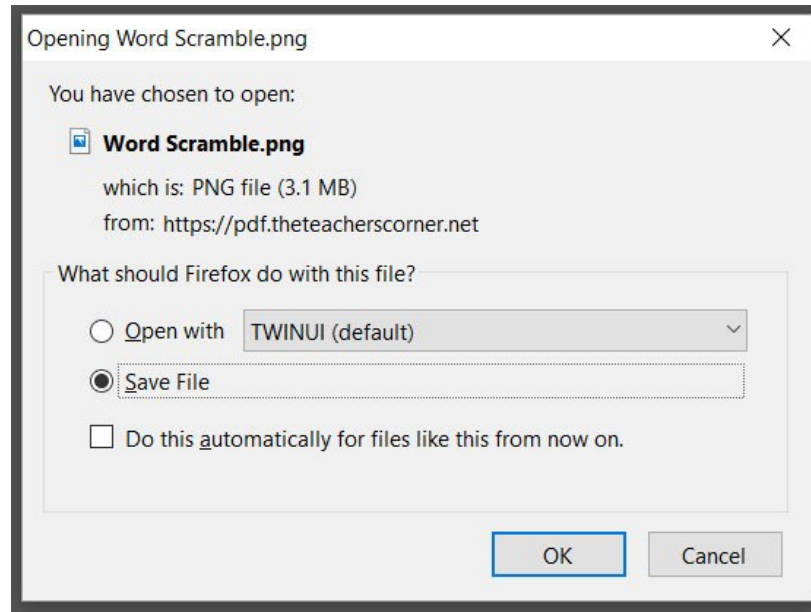 Opening Word Scramble.png
You have chosen to open:
Word Scramble.png
which is: PNG file (3.1 MB)
from: https://pdf.theteacherscorner.net
What should Firefox do with this file?
Open with TWINUI (default)
Save File
Do this automatically for files like this from now on.
OK Cancel